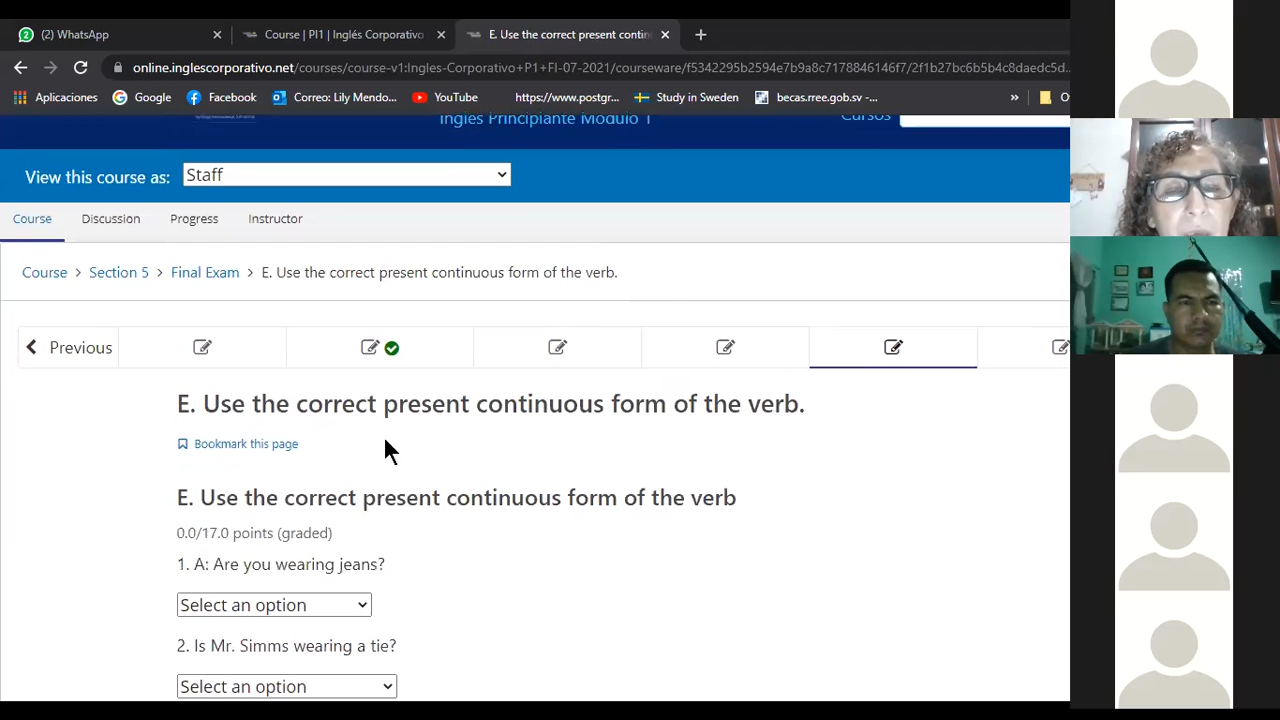 2 (2) WhatsApp
Course | PI1 | Inglés Corporativo
E. Use the correct present contin
online.inglescorporativo.net/courses/course-v1:Ingles-Corporativo+P1+FI-07-2021/courseware/f5342295b2594e7b9a8c7178846146f7/2f1b27bc6b5b4c8daedc5d...
Aplicaciones
Google
Facebook
Correo: Lily Mendo...
YouTube
https://www.postgr...
Study in Sweden
becas.rree.gob.sv -...
»
Inglés Principiante Módulo 1
Cursos
View this course as:
Staff
Course
Discussion
Progress
Instructor
Course > Section 5 > Final Exam > E. Use the correct present continuous form of the verb.
Previous
E. Use the correct present continuous form of the verb.
Bookmark this page
E. Use the correct present continuous form of the verb
0.0/17.0 points (graded)
1. A: Are you wearing jeans?
Select an option
2. Is Mr. Simms wearing a tie?
Select an option